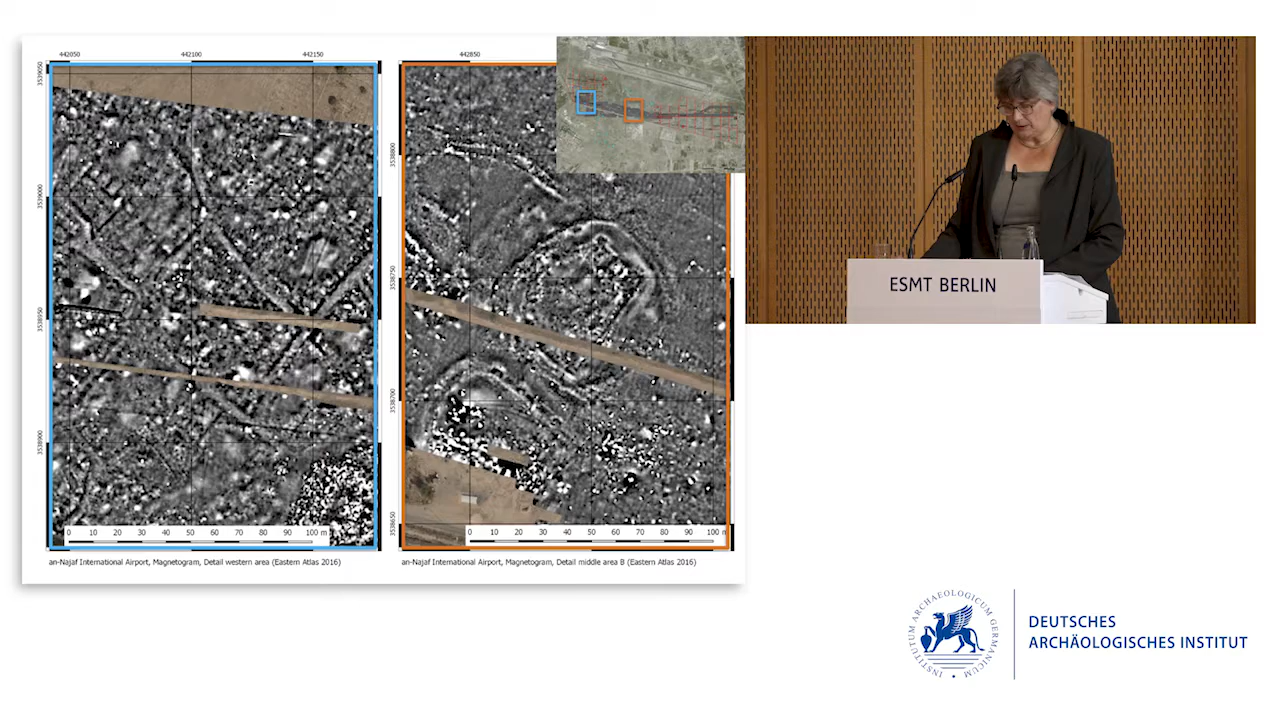 442050
442100
442150
442850
3539050
3539000
3538950
3538900
3538800
3538750
3538700
3538650
0 10 20 30 40 50 60 70 80 90 100 m
0 10 20 30 40 50 60 70 80 90 100 m
an-Najaf International Airport, Magnetogram, Detail western area (Eastern Atlas 2016)
an-Najaf International Airport, Magnetogram, Detail middle area B (Eastern Atlas 2016)
ESMT BERLIN
INSTITUTUM ARCHAEOLOGICUM GERMANICUM
DEUTSCHES
ARCHÄOLOGISCHES INSTITUT